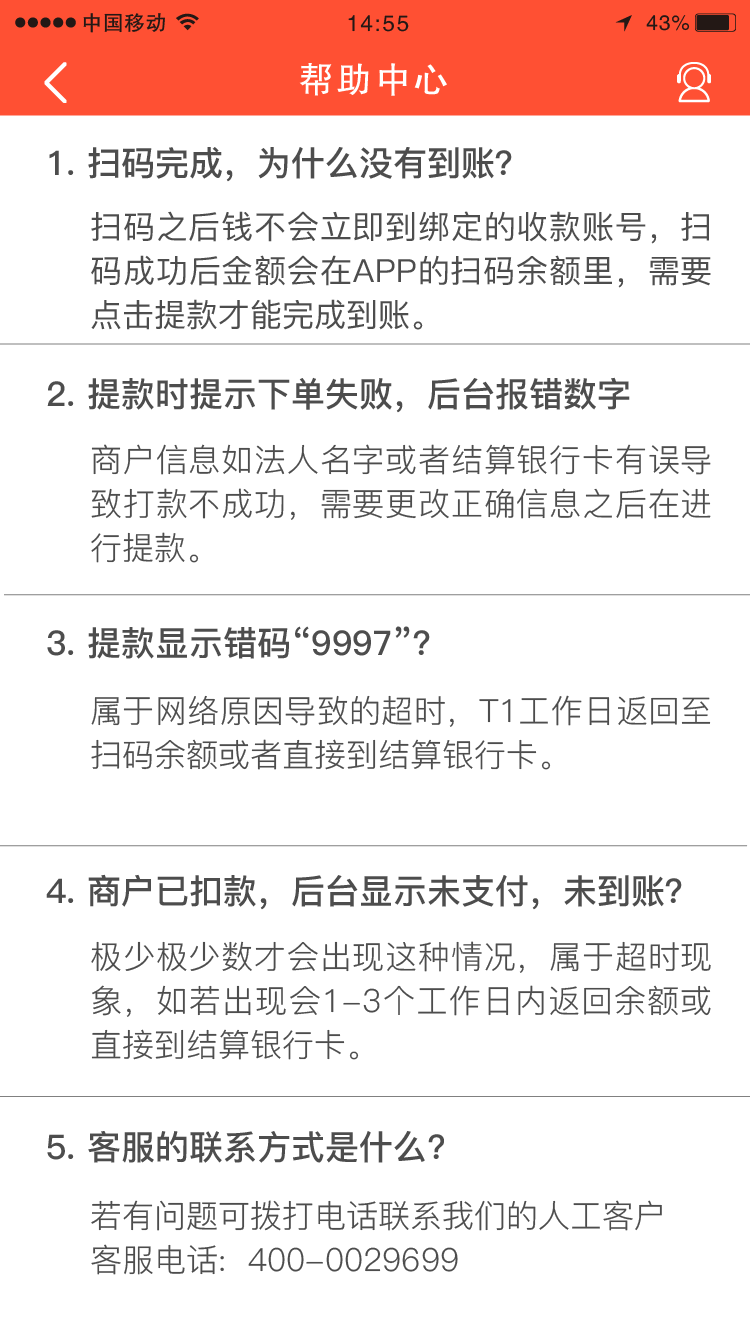 中国移动 14:55 43%
帮助中心
1. 扫码完成，为什么没有到账？
扫码之后钱不会立即到绑定的收款账号，扫
码成功后金额会在APP的扫码余额里，需要
点击提款才能完成到账。
2. 提款时提示下单失败，后台报错数字
商户信息如法人名字或者结算银行卡有误导
致打款不成功，需要更改正确信息之后在进
行提款。
3. 提款显示错码“9997”？
属于网络原因导致的超时，T1工作日返回至
扫码余额或者直接到结算银行卡。
4. 商户已扣款，后台显示未支付，未到账？
极少极少数才会出现这种情况，属于超时现
象，如若出现会1-3个工作日内返回余额或
直接到结算银行卡。
5. 客服的联系方式是什么？
若有问题可拨打电话联系我们的人工客户
客服电话：400-0029699